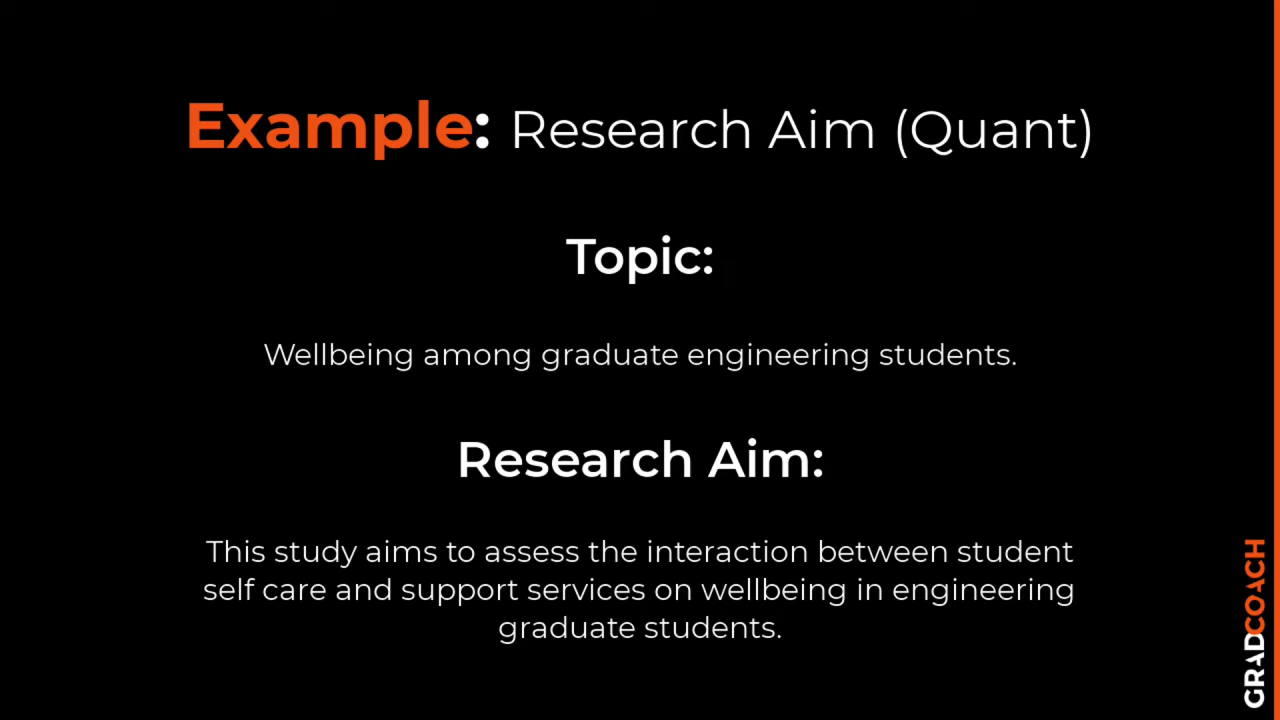 Example: Research Aim (Quant)
Topic:
Wellbeing among graduate engineering students.
Research Aim:
This study aims to assess the interaction between student
self care and support services on wellbeing in engineering
graduate students.
GRADCOACH